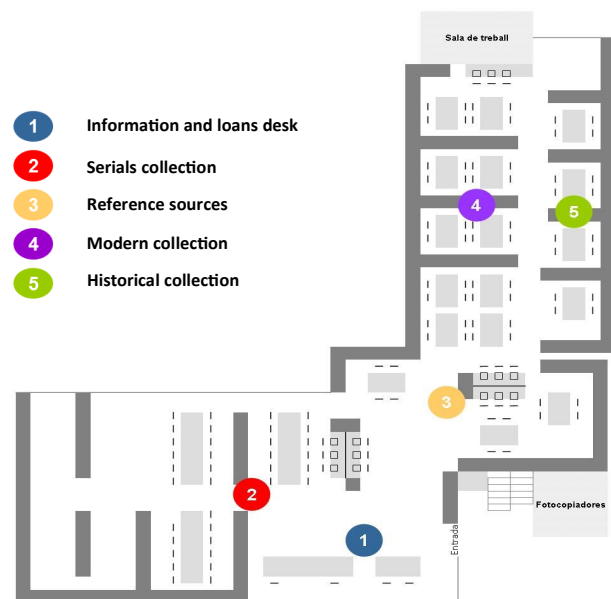 Sala de treball
1 Information and loans desk
2 Serials collection
3 Reference sources
4 Modern collection
5 Historical collection
4
5
3
2
1
Entrada
Fotocopiadores